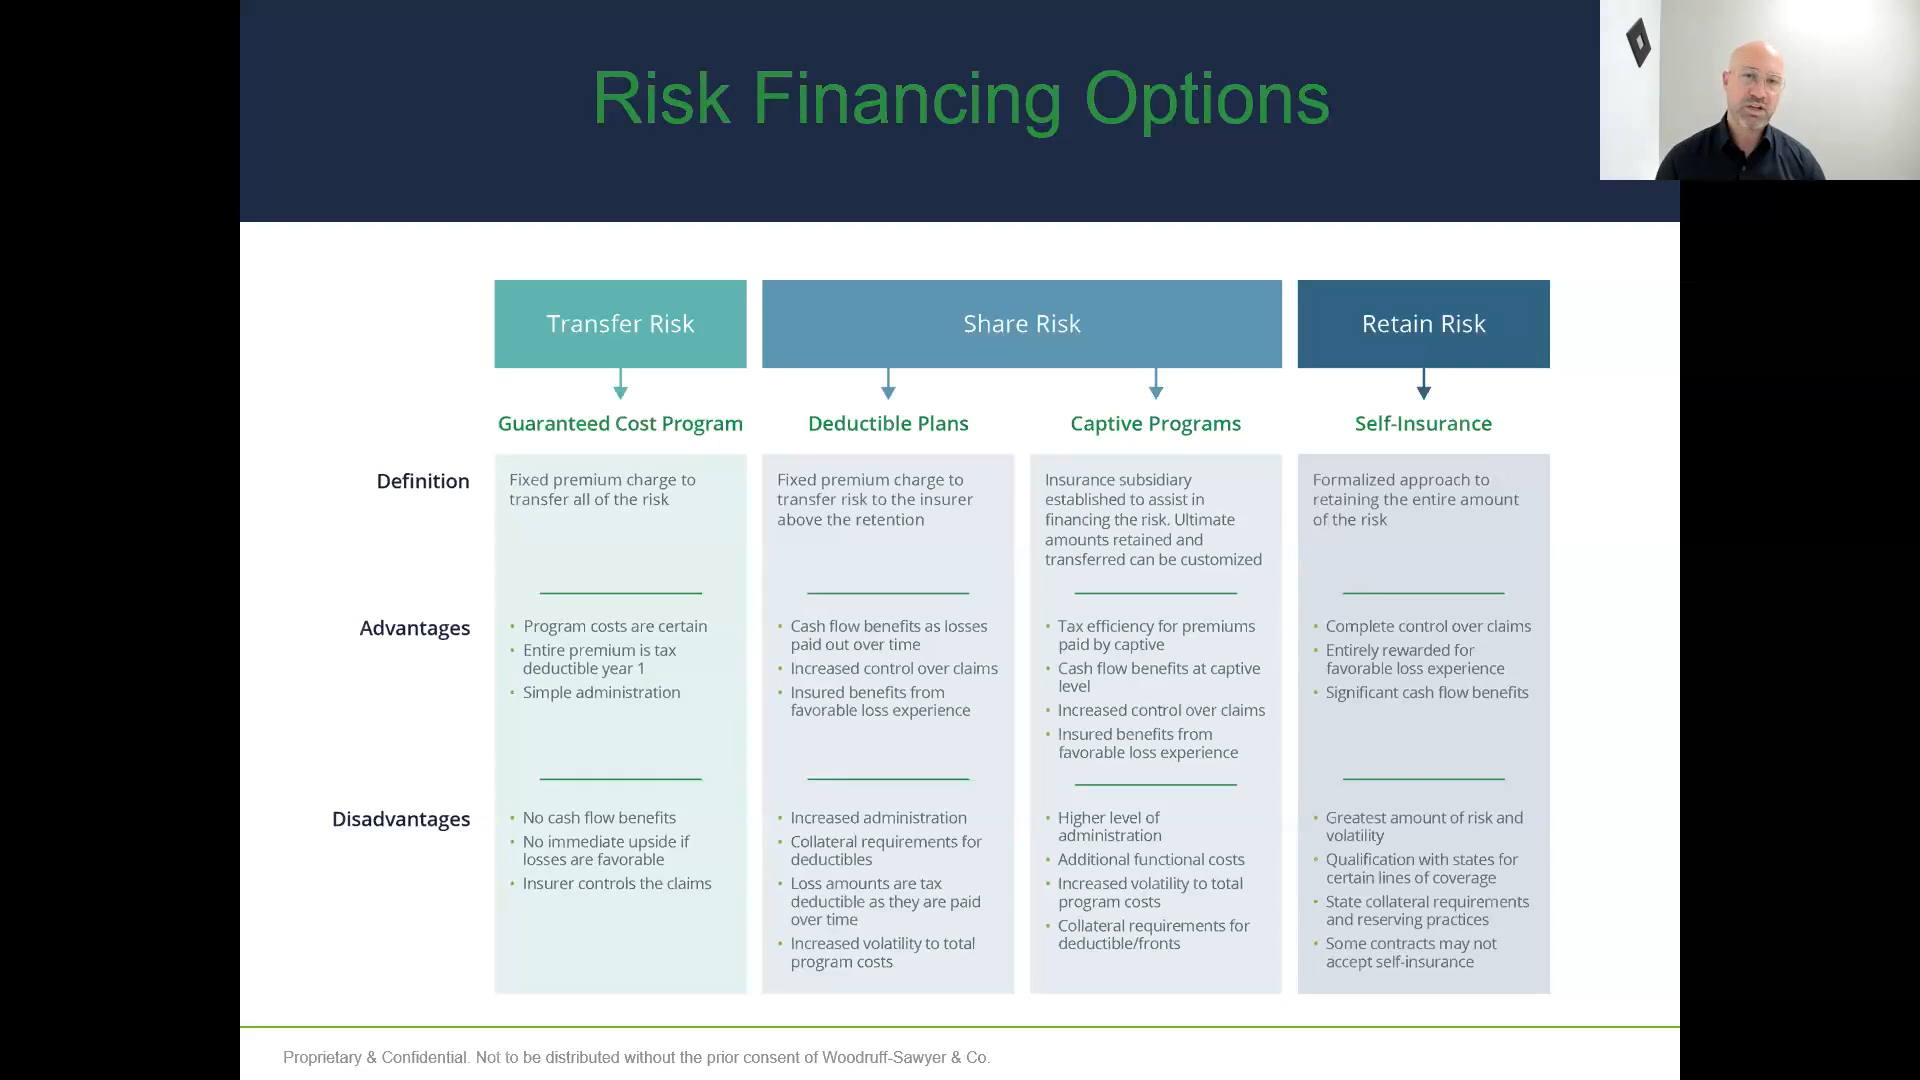 Risk Financing Options
Transfer Risk
Share Risk
Retain Risk
Guaranteed Cost Program
Deductible Plans
Captive Programs
Self-Insurance
Definition
Fixed premium charge to
transfer all of the risk
Fixed premium charge to
transfer risk to the insurer
above the retention
Insurance subsidiary
established to assist in
financing the risk. Ultimate
amounts retained and
transferred can be customized
Formalized approach to
retaining the entire amount
of the risk
Advantages
• Program costs are certain
• Entire premium is tax
deductible year 1
• Simple administration
• Cash flow benefits as losses
paid out over time
• Increased control over claims
• Insured benefits from
favorable loss experience
• Tax efficiency for premiums
paid by captive
• Cash flow benefits at captive
level
• Increased control over claims
• Insured benefits from
favorable loss experience
• Complete control over claims
• Entirely rewarded for
favorable loss experience
• Significant cash flow benefits
Disadvantages
• No cash flow benefits
• No immediate upside if
losses are favorable
• Insurer controls the claims
• Increased administration
• Collateral requirements for
deductibles
• Loss amounts are tax
deductible as they are paid
over time
• Increased volatility to total
program costs
• Higher level of
administration
• Additional functional costs
• Increased volatility to total
program costs
• Collateral requirements for
deductible/fronts
• Greatest amount of risk and
volatility
• Qualification with states for
certain lines of coverage
• State collateral requirements
and reserving practices
• Some contracts may not
accept self-insurance
Proprietary & Confidential. Not to be distributed without the prior consent of Woodruff-Sawyer & Co.